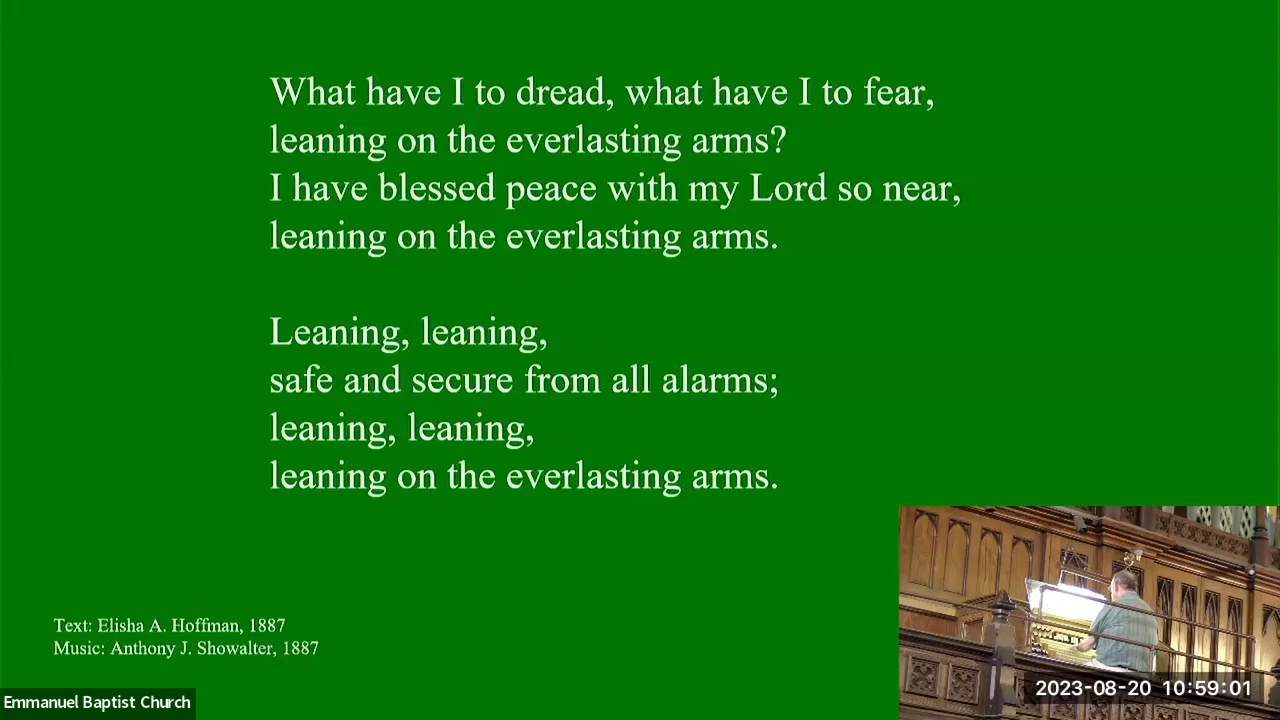 What have I to dread, what have I to fear,
leaning on the everlasting arms?
I have blessed peace with my Lord so near,
leaning on the everlasting arms.
Leaning, leaning,
safe and secure from all alarms;
leaning, leaning,
leaning on the everlasting arms.
Text: Elisha A. Hoffman, 1887
Music: Anthony J. Showalter, 1887
Emmanuel Baptist Church
2023-08-20 10:59:01